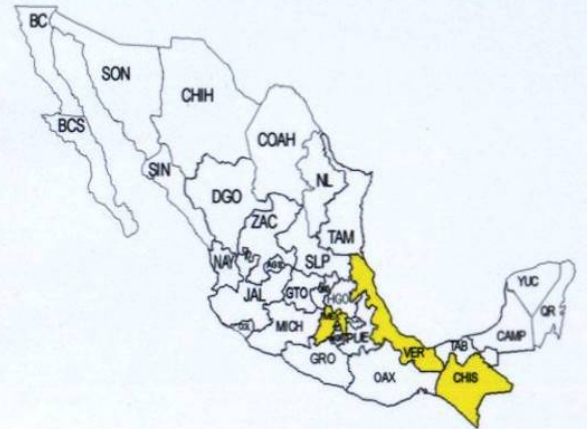 BC
SON
CHIH
BCS
COAH
SIN
NL
DGO
ZAC
TAM
NAY
AGS
SLP
YUC
JAL
GTO
HGO
QR
MICH
PUE
VER
TAB
CAMP
GRO
OAX
CHIS